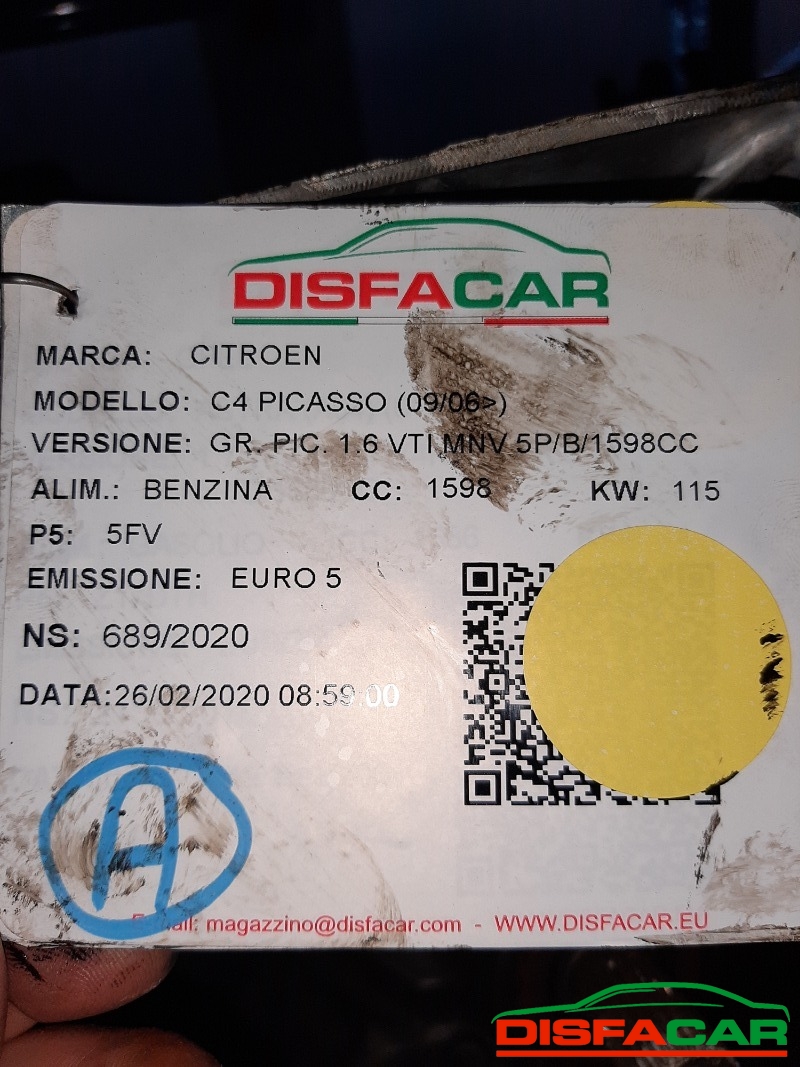 DISFACAR
MARCA: CITROEN
MODELLO: C4 PICASSO (09/06>)
VERSIONE: GR. PIC. 1.6 VTI MNV 5P/B/1598CC
ALIM.: BENZINA CC: 1598 KW: 115
P5: 5FV
EMISSIONE: EURO 5
NS: 689/2020
DATA:26/02/2020 08:59:00
A
magazzino@disfacar.com - WWW.DISFACAR.EU
DISFACAR